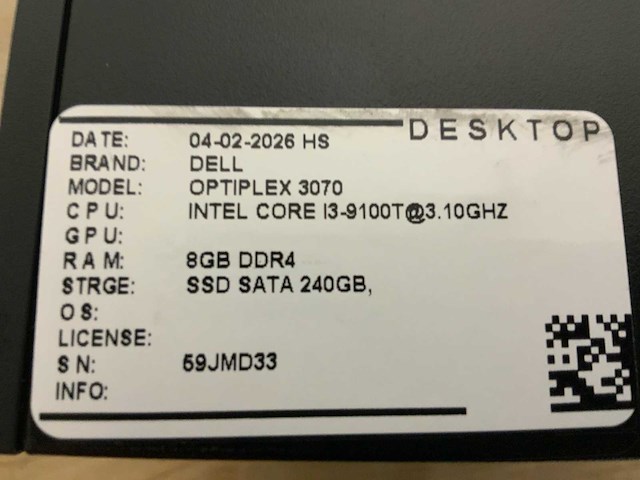 DESKTOP
DATE: 04-02-2026 HS
BRAND: DELL
MODEL: OPTIPLEX 3070
CPU: INTEL CORE I3-9100T@3.10GHZ
GPU:
RAM: 8GB DDR4
STRGE: SSD SATA 240GB,
OS:
LICENSE:
SN: 59JMD33
INFO: